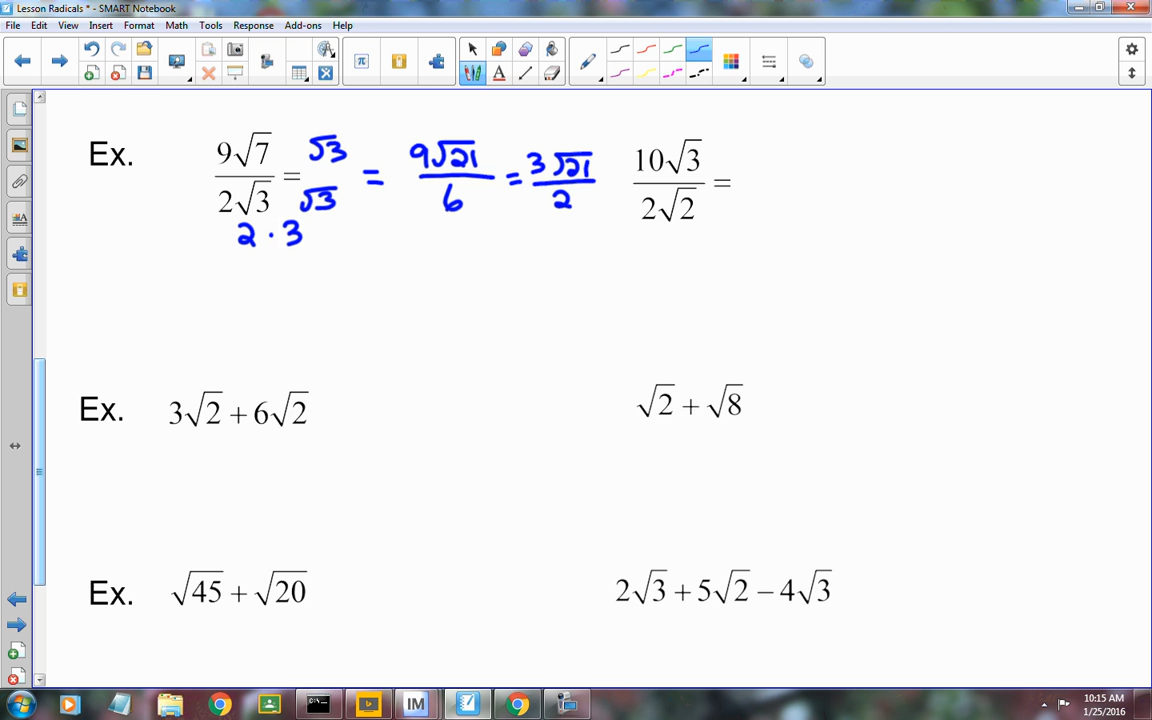 Lesson Radicals * - SMART Notebook
File Edit View Insert Format Math Tools Response Add-ons Help
Ex. 9√7 / 2√3 = √3 / √3 = 9√21 / 6 = 3√21 / 2
2 · 3
10√3 / 2√2 =
Ex. 3√2 + 6√2
√2 + √8
Ex. √45 + √20
2√3 + 5√2 − 4√3
C:\
IM
10:15 AM
1/25/2016